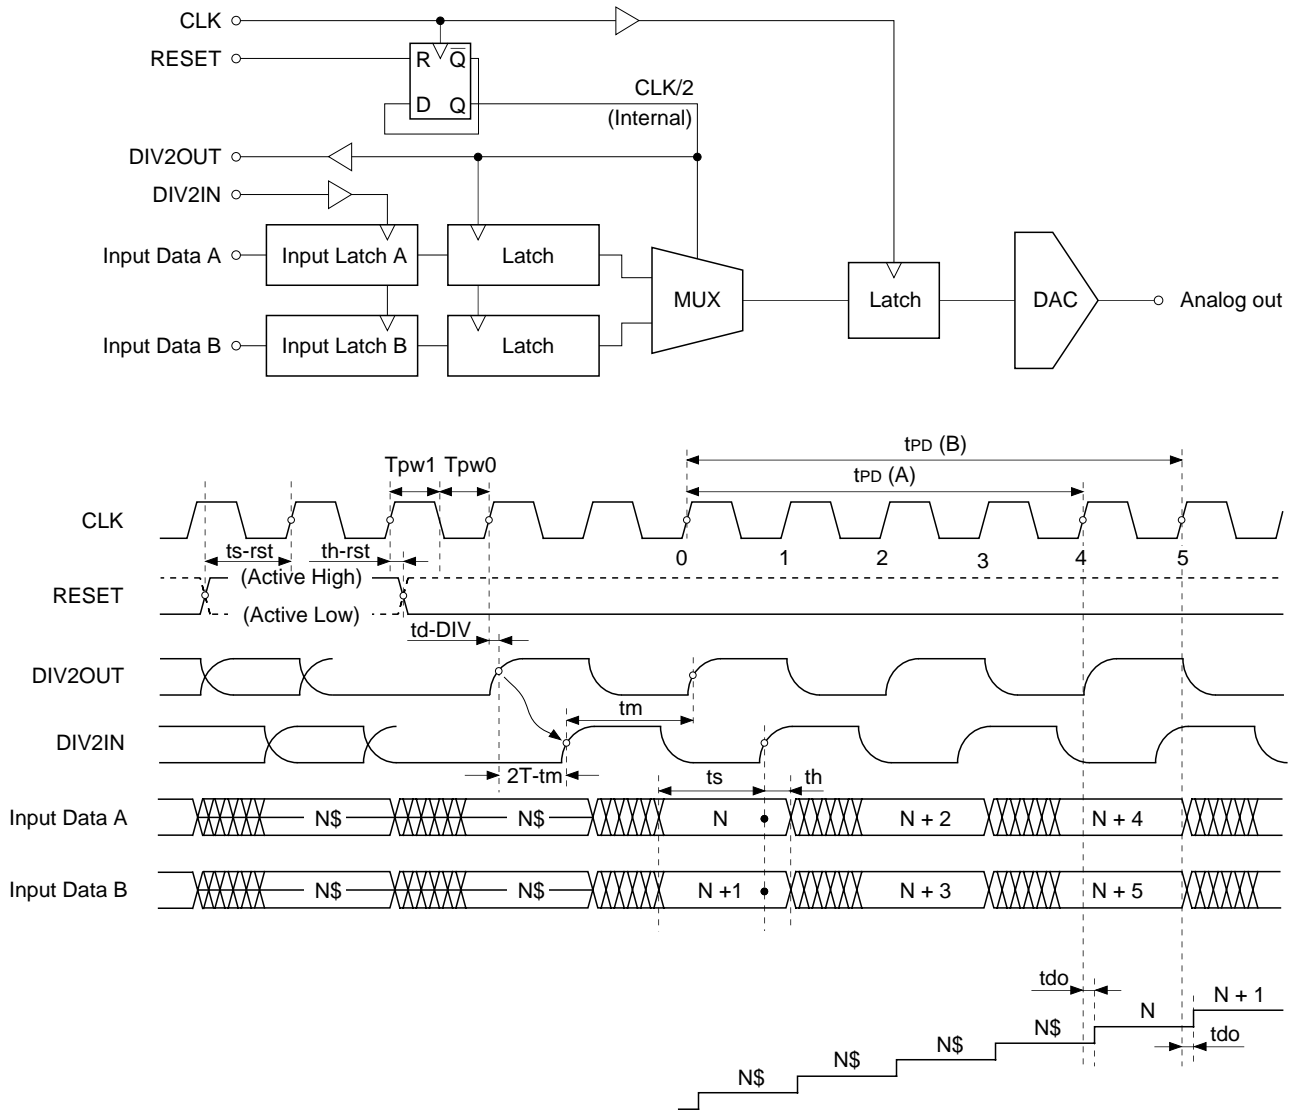 CLK
RESET
R Q̅
D Q
CLK/2
(Internal)
DIV2OUT
DIV2IN
Input Data A
Input Latch A
Latch
MUX
Latch
DAC
Analog out
Input Data B
Input Latch B
Latch
tPD (B)
Tpw1 Tpw0
tPD (A)
CLK
ts-rst th-rst
0 1 2 3 4 5
(Active High)
RESET
(Active Low)
td-DIV
DIV2OUT
tm
DIV2IN
2T-tm ts th
Input Data A N$ N$ N N + 2 N + 4
Input Data B N$ N$ N +1 N + 3 N + 5
tdo N N + 1
N$ tdo
N$
N$
N$